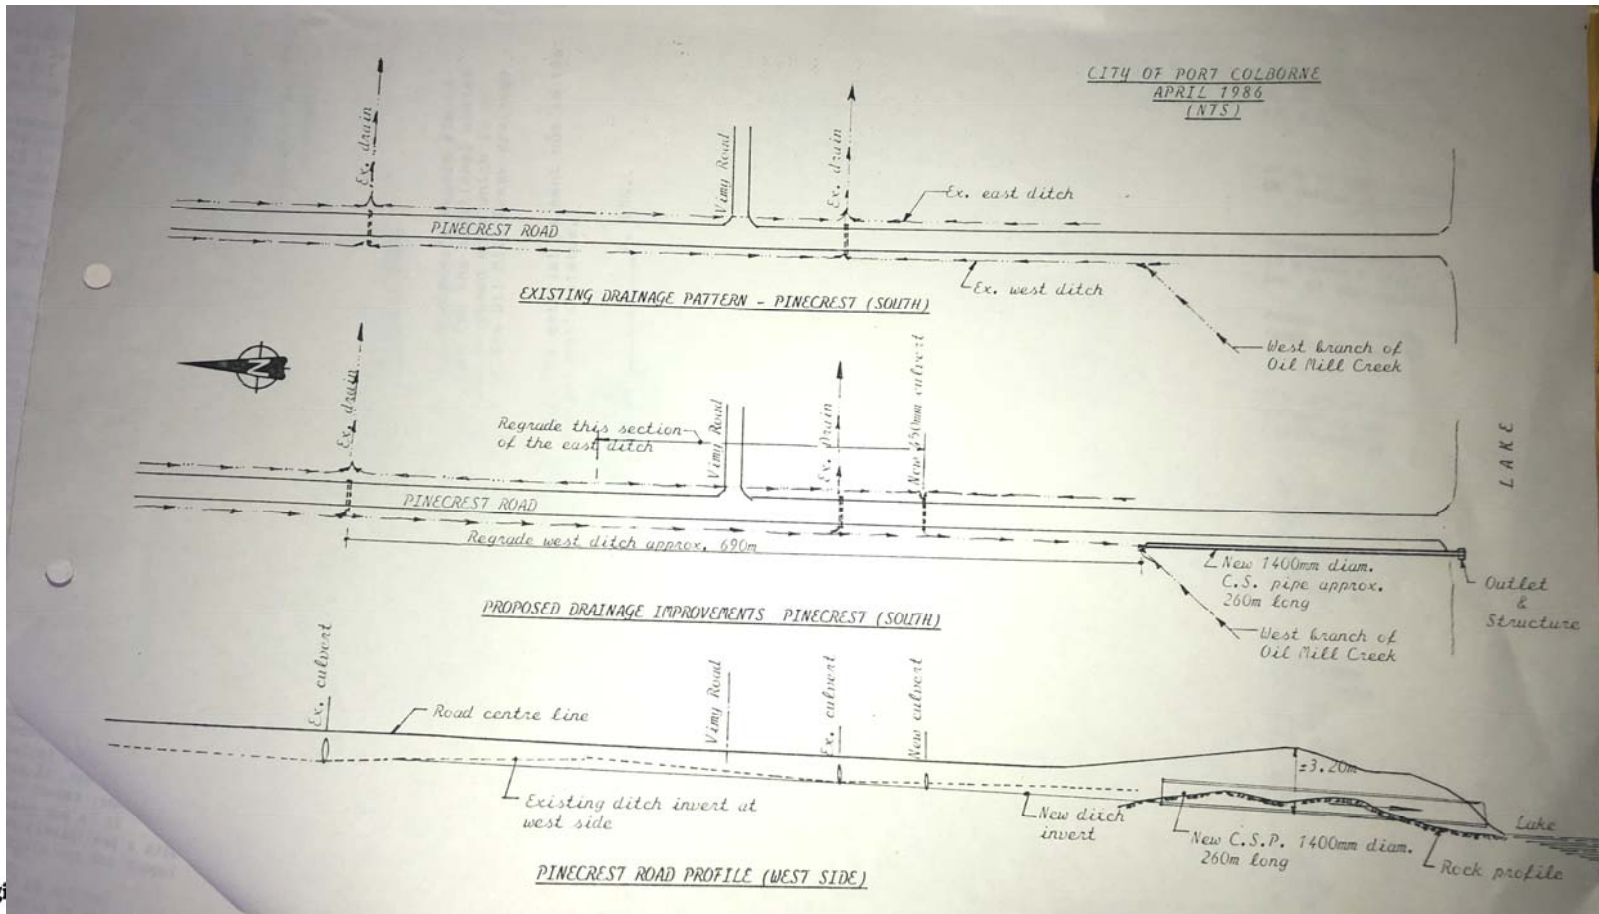 CITY OF PORT COLBORNE
APRIL 1986
(NTS)
Ex. drain
Vimy Road
Ex. drain
Ex. east ditch
PINECREST ROAD
Ex. west ditch
EXISTING DRAINAGE PATTERN - PINECREST (SOUTH)
West branch of
Oil Mill Creek
N
Ex. drain
Regrade this section
of the east ditch
Vimy Road
Ex. Drain
New 450mm culvert
LAKE
PINECREST ROAD
Regrade west ditch approx. 690m
New 1400mm diam.
C.S. pipe approx.
260m long
Outlet
&
Structure
PROPOSED DRAINAGE IMPROVEMENTS PINECREST (SOUTH)
West branch of
Oil Mill Creek
Ex. culvert
Road centre line
Vimy Road
Ex. culvert
New culvert
±3.20m
Existing ditch invert at
west side
New ditch
invert
New C.S.P. 1400mm diam.
260m long
Lake
Rock profile
PINECREST ROAD PROFILE (WEST SIDE)